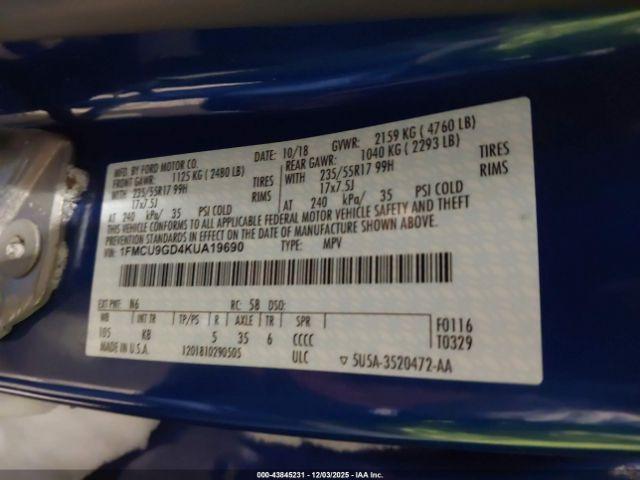 MFD. BY FORD MOTOR CO.
DATE: 10/18 GVWR: 2159 KG ( 4760 LB)
FRONT GAWR: 1125 KG ( 2480 LB) REAR GAWR: 1040 KG ( 2293 LB)
WITH 235/55R17 99H TIRES WITH 235/55R17 99H TIRES
17x7.5J RIMS 17x7.5J RIMS
AT 240 kPa/ 35 PSI COLD AT 240 kPa/ 35 PSI COLD
THIS VEHICLE CONFORMS TO ALL APPLICABLE FEDERAL MOTOR VEHICLE SAFETY AND THEFT
PREVENTION STANDARDS IN EFFECT ON THE DATE OF MANUFACTURE SHOWN ABOVE.
VIN: 1FMCU9GD4KUA19690 TYPE: MPV
EXT PNT: N6 RC: 58 DSO:
WB INT TR TP/PS R AXLE TR SPR
105 KB 5 35 6 CCCC
F0116
T0329
MADE IN U.S.A. 1201810290505 ULC ▽ 5U5A-3520472-AA
000-43845231 - 12/03/2025 - IAA Inc.